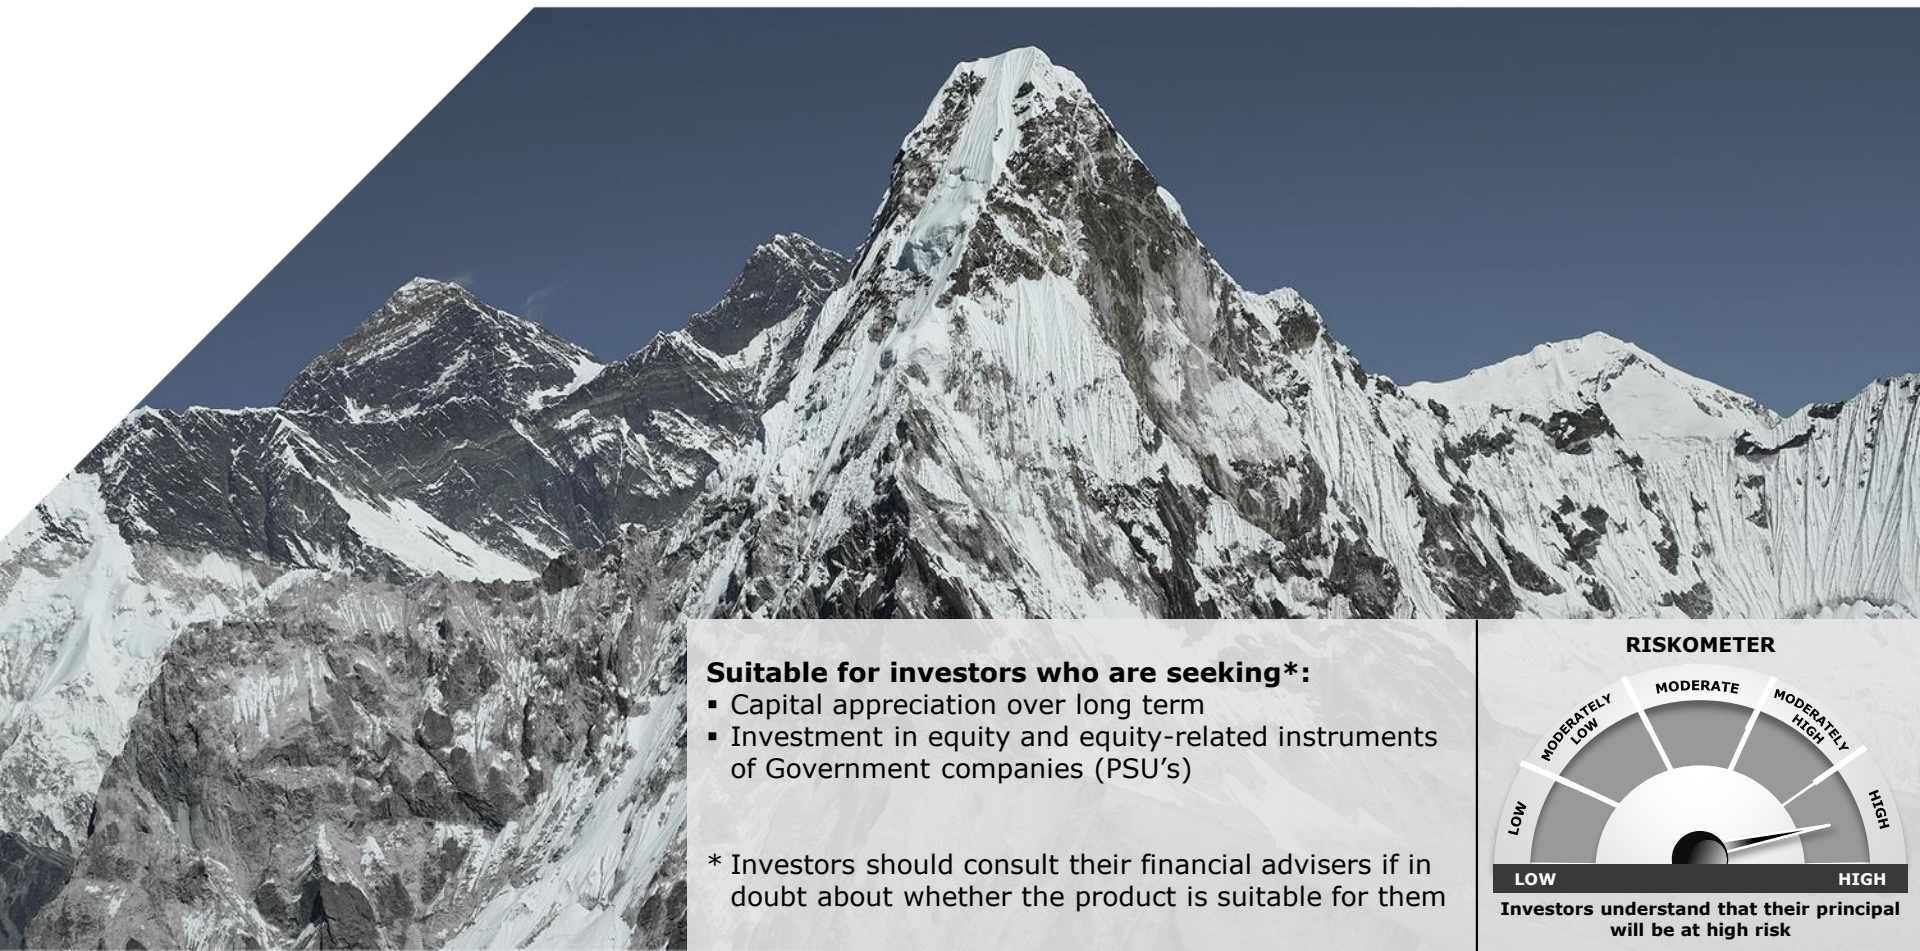 Suitable for investors who are seeking*:
▪ Capital appreciation over long term
▪ Investment in equity and equity-related instruments
of Government companies (PSU’s)
* Investors should consult their financial advisers if in
doubt about whether the product is suitable for them
RISKOMETER
LOW
MODERATELY
LOW
MODERATE
MODERATELY
HIGH
HIGH
LOW HIGH
Investors understand that their principal
will be at high risk